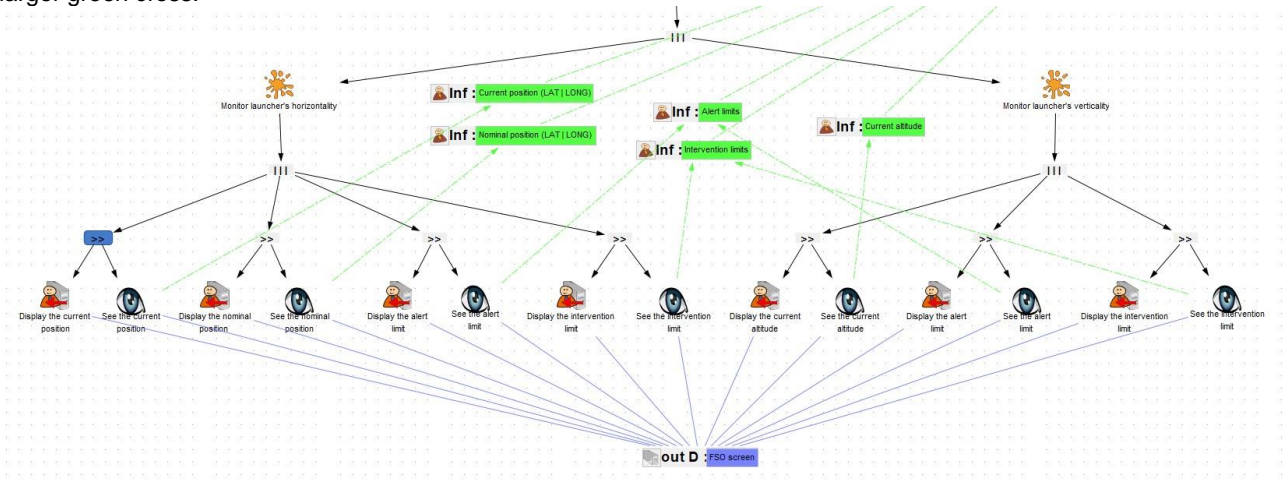 larger green cross.
|||
Monitor launcher's horizontality
Inf : Current position (LAT | LONG)
Inf : Nominal position (LAT | LONG)
Inf : Alert limits
Inf : Intervention limits
Inf : Current altitude
Monitor launcher's verticality
|||
|||
>>
>>
>>
>>
>>
>>
>>
Display the current
position
See the current
position
Display the nominal
position
See the nominal
position
Display the alert
limit
See the alert
limit
Display the intervention
limit
See the intervention
limit
Display the current
altitude
See the current
altitude
Display the alert
limit
See the alert
limit
Display the intervention
limit
See the intervention
limit
out D : FSO screen